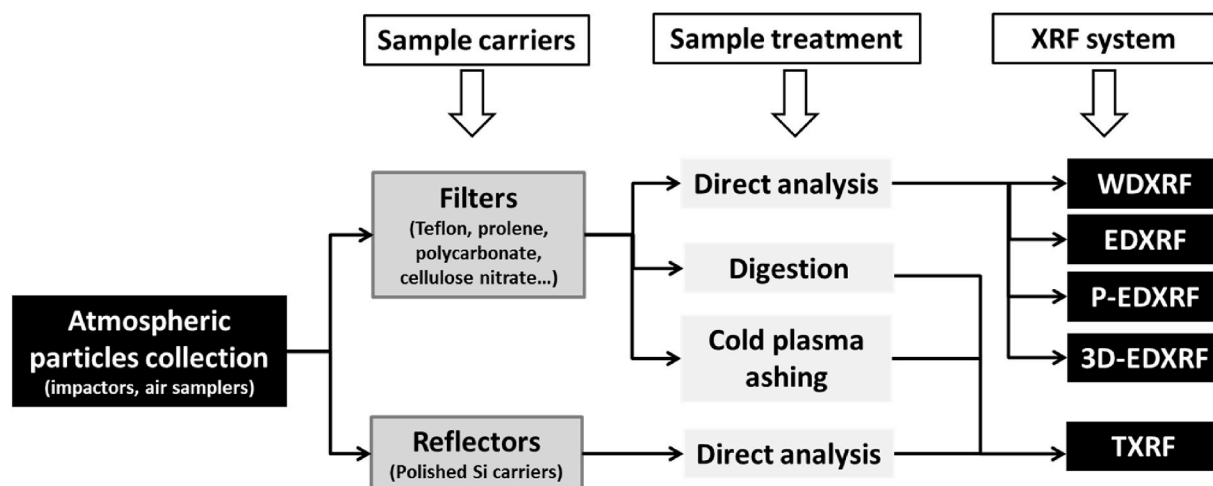 Sample carriers
Sample treatment
XRF system
Atmospheric
particles collection
(impactors, air samplers)
Filters
(Teflon, prolene,
polycarbonate,
cellulose nitrate...)
Reflectors
(Polished Si carriers)
Direct analysis
Digestion
Cold plasma
ashing
Direct analysis
WDXRF
EDXRF
P-EDXRF
3D-EDXRF
TXRF